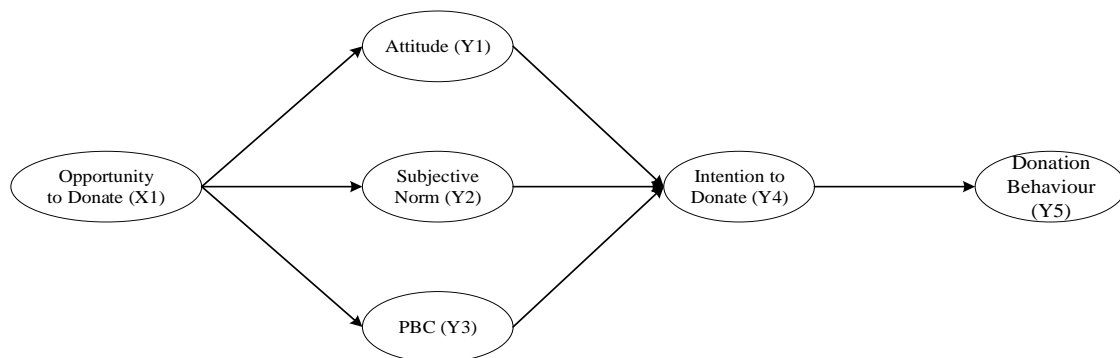 Attitude (Y1)
Opportunity
to Donate (X1)
Subjective
Norm (Y2)
Intention to
Donate (Y4)
Donation
Behaviour
(Y5)
PBC (Y3)